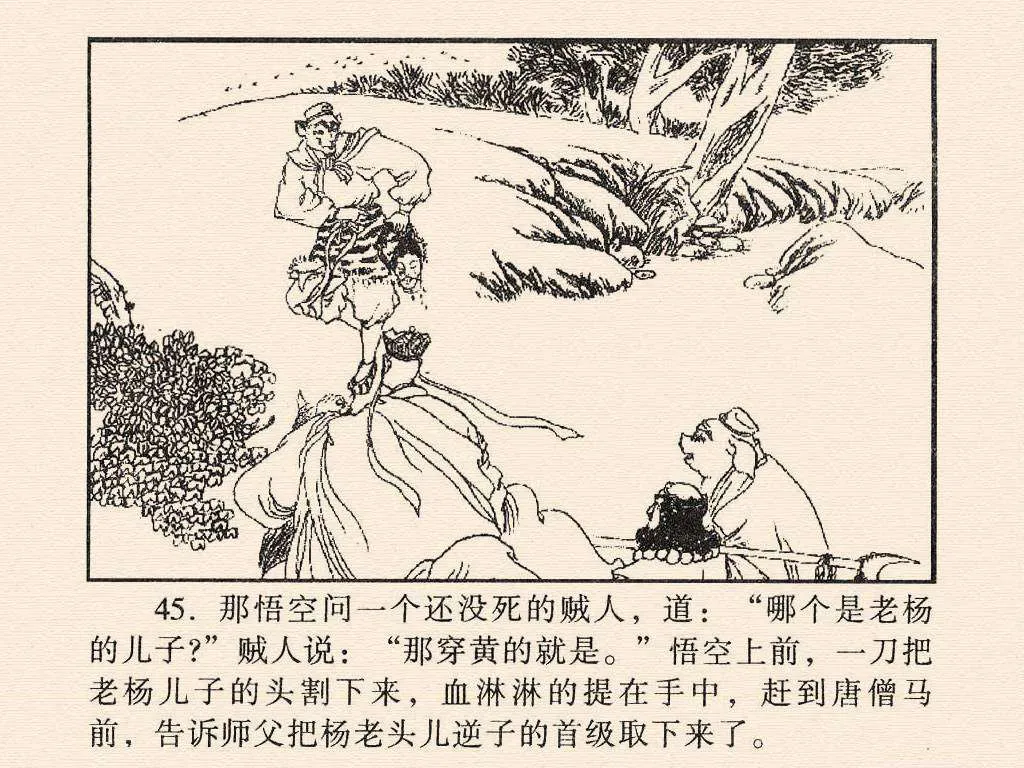 45. 那悟空问一个还没死的贼人，道：“哪个是老杨
的儿子?”贼人说：“那穿黄的就是。”悟空上前，一刀把
老杨儿子的头割下来，血淋淋的提在手中，赶到唐僧马
前，告诉师父把杨老头儿逆子的首级取下来了。